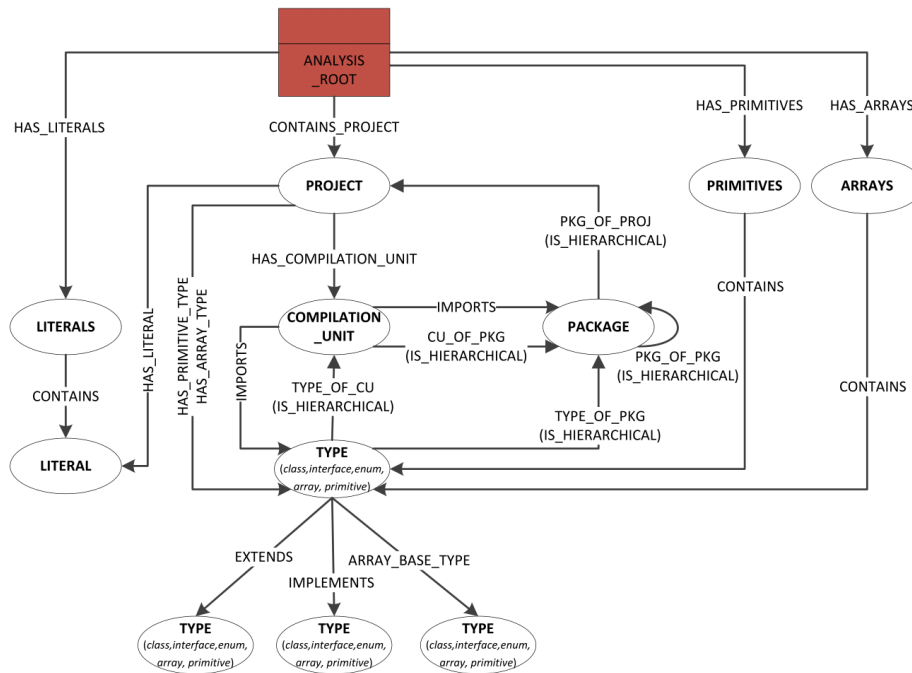 ANALYSIS
_ROOT
HAS_PRIMITIVES
HAS_ARRAYS
HAS_LITERALS
CONTAINS_PROJECT
PROJECT
PRIMITIVES
ARRAYS
PKG_OF_PROJ
(IS_HIERARCHICAL)
HAS_COMPILATION_UNIT
CONTAINS
LITERALS
HAS_LITERAL
HAS_PRIMITIVE_TYPE
HAS_ARRAY_TYPE
IMPORTS
COMPILATION
_UNIT
IMPORTS
CU_OF_PKG
(IS_HIERARCHICAL)
PACKAGE
PKG_OF_PKG
(IS_HIERARCHICAL)
CONTAINS
CONTAINS
TYPE_OF_CU
(IS_HIERARCHICAL)
TYPE_OF_PKG
(IS_HIERARCHICAL)
LITERAL
TYPE
(class,interface,enum,
array, primitive)
EXTENDS
IMPLEMENTS
ARRAY_BASE_TYPE
TYPE
(class,interface,enum,
array, primitive)
TYPE
(class,interface,enum,
array, primitive)
TYPE
(class,interface,enum,
array, primitive)